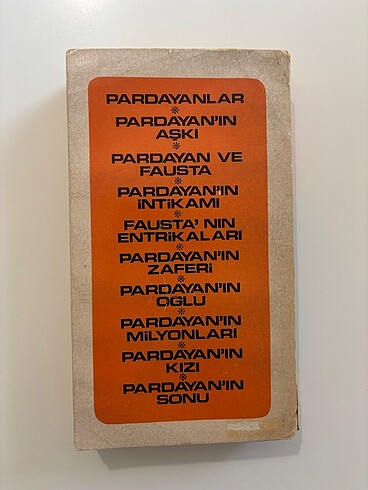 PARDAYANLAR
PARDAYAN'IN
AŞKI
PARDAYAN VE
FAUSTA
PARDAYAN'IN
İNTİKAMI
FAUSTA'NIN
ENTRİKALARI
PARDAYAN'IN
ZAFERİ
PARDAYAN'IN
OĞLU
PARDAYAN'IN
MİLYONLARI
PARDAYAN'IN
KIZI
PARDAYAN'IN
SONU